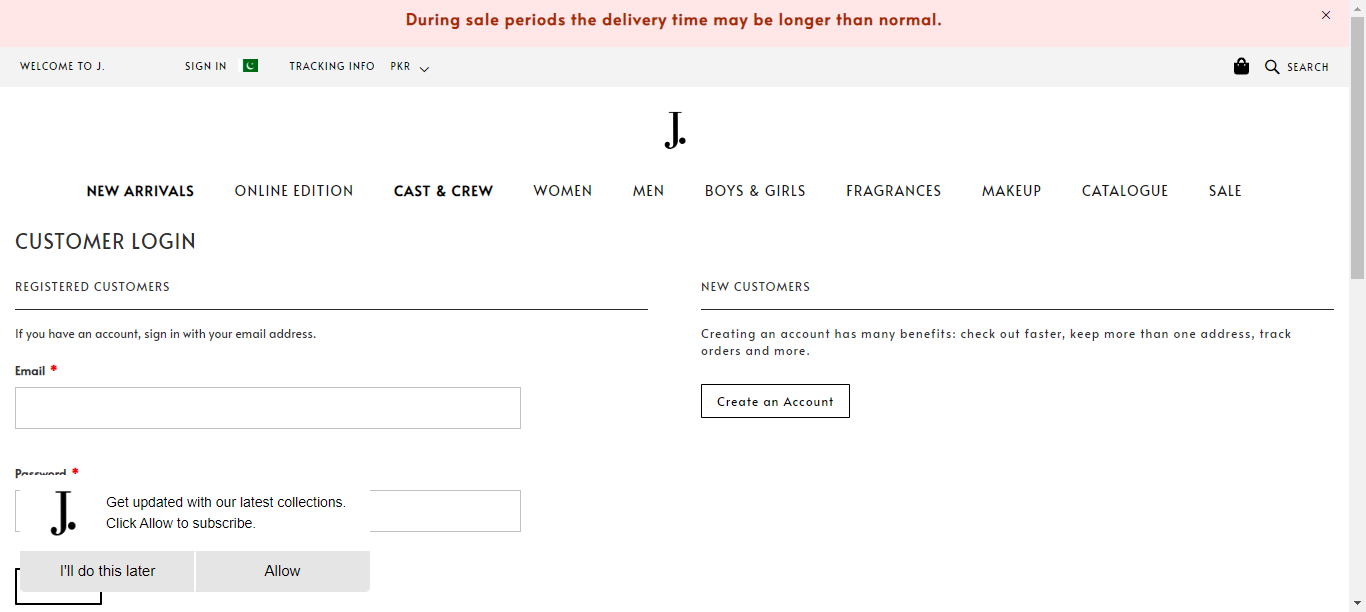 During sale periods the delivery time may be longer than normal.
WELCOME TO J. SIGN IN TRACKING INFO PKR SEARCH
J.
NEW ARRIVALS ONLINE EDITION CAST & CREW WOMEN MEN BOYS & GIRLS FRAGRANCES MAKEUP CATALOGUE SALE
CUSTOMER LOGIN
REGISTERED CUSTOMERS
If you have an account, sign in with your email address.
Email *
Password *
NEW CUSTOMERS
Creating an account has many benefits: check out faster, keep more than one address, track
orders and more.
Create an Account
J.
Get updated with our latest collections.
Click Allow to subscribe.
I'll do this later Allow